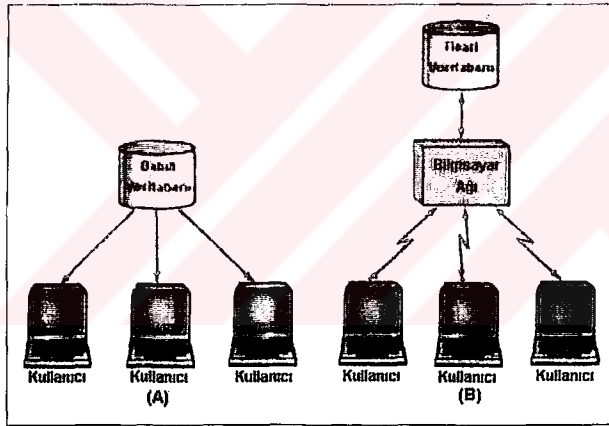 Ticari
Veritabanı
Bilgisayar
Ağı
Dahili
Veritabanı
Kullanıcı Kullanıcı Kullanıcı Kullanıcı Kullanıcı Kullanıcı
(A) (B)